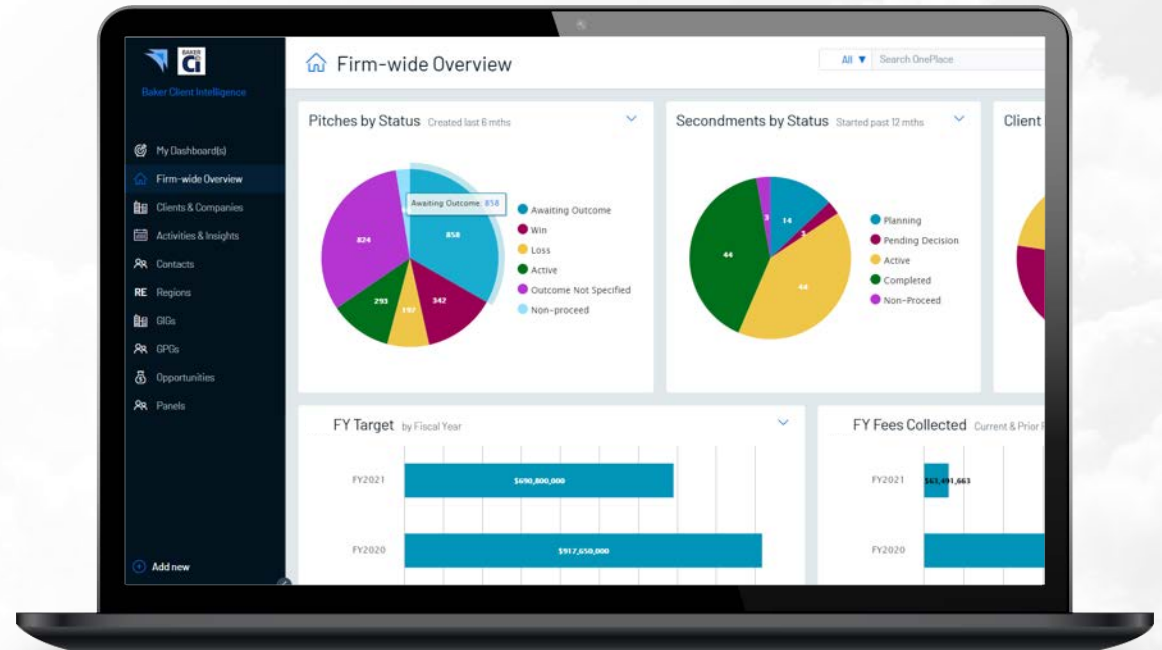 BAKER
Ci
Baker Client Intelligence
My Dashboard(s)
Firm-wide Overview
Clients & Companies
Activities & Insights
Contacts
RE Regions
GIGs
GPGs
Opportunities
Panels
Add new
Firm-wide Overview
All ▼ Search OnePlace
Pitches by Status Created last 6 mths
Awaiting Outcome: 858
858
342
192
293
824
Awaiting Outcome
Win
Loss
Active
Outcome Not Specified
Non-proceed
Secondments by Status Started past 12 mths
14
3
44
44
3
Planning
Pending Decision
Active
Completed
Non-Proceed
Client
FY Target by Fiscal Year
FY2021 $690,800,000
FY2020 $917,650,000
FY Fees Collected Current & Prior
FY2021 $63,491,663
FY2020